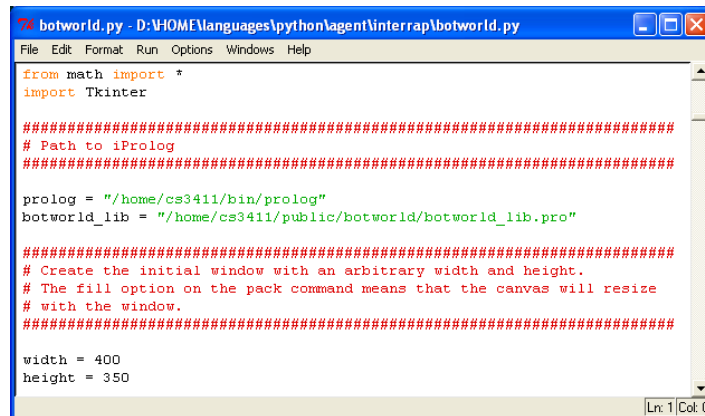 botworld.py - D:\HOME\languages\python\agent\interrap\botworld.py
File Edit Format Run Options Windows Help
from math import *
import Tkinter
#########################################################################
# Path to iProlog
#########################################################################
prolog = "/home/cs3411/bin/prolog"
botworld_lib = "/home/cs3411/public/botworld/botworld_lib.pro"
#########################################################################
# Create the initial window with an arbitrary width and height.
# The fill option on the pack command means that the canvas will resize
# with the window.
#########################################################################
width = 400
height = 350
Ln: 1 Col: